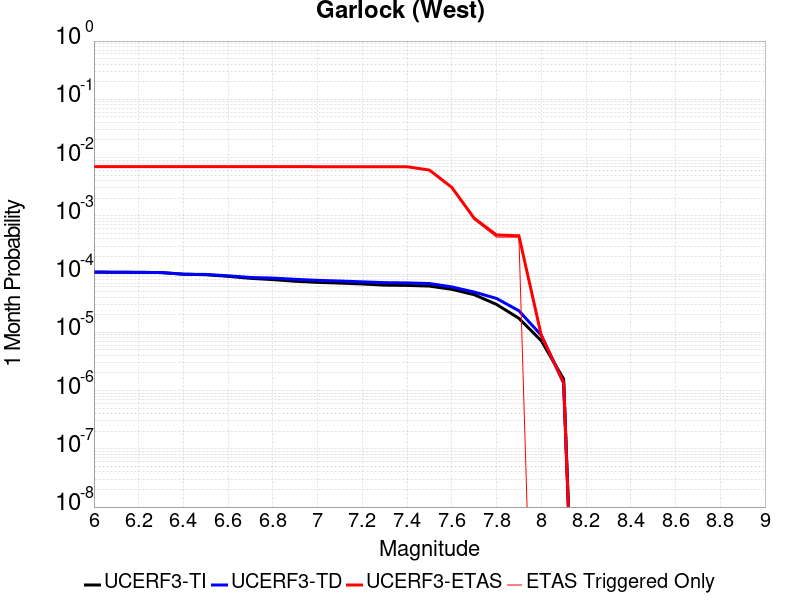 Garlock (West)
10^0
10^-1
10^-2
10^-3
10^-4
10^-5
10^-6
10^-7
10^-8
1 Month Probability
6 6.2 6.4 6.6 6.8 7 7.2 7.4 7.6 7.8 8 8.2 8.4 8.6 8.8 9
Magnitude
UCERF3-TI UCERF3-TD UCERF3-ETAS ETAS Triggered Only